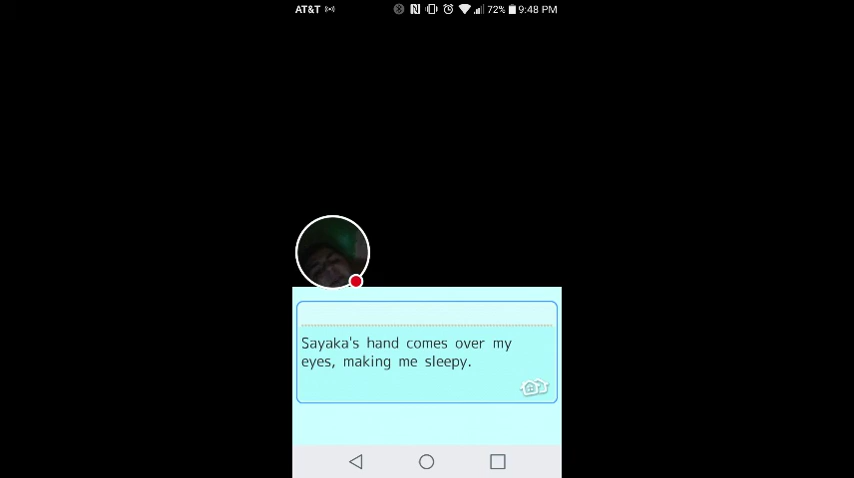 AT&T
72% 9:48 PM
Sayaka's hand comes over my
eyes, making me sleepy.